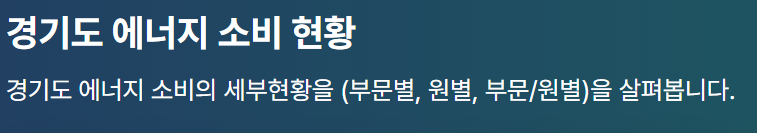 경기도 에너지 소비 현황
경기도 에너지 소비의 세부현황을 (부문별, 원별, 부문/원별)을 살펴봅니다.